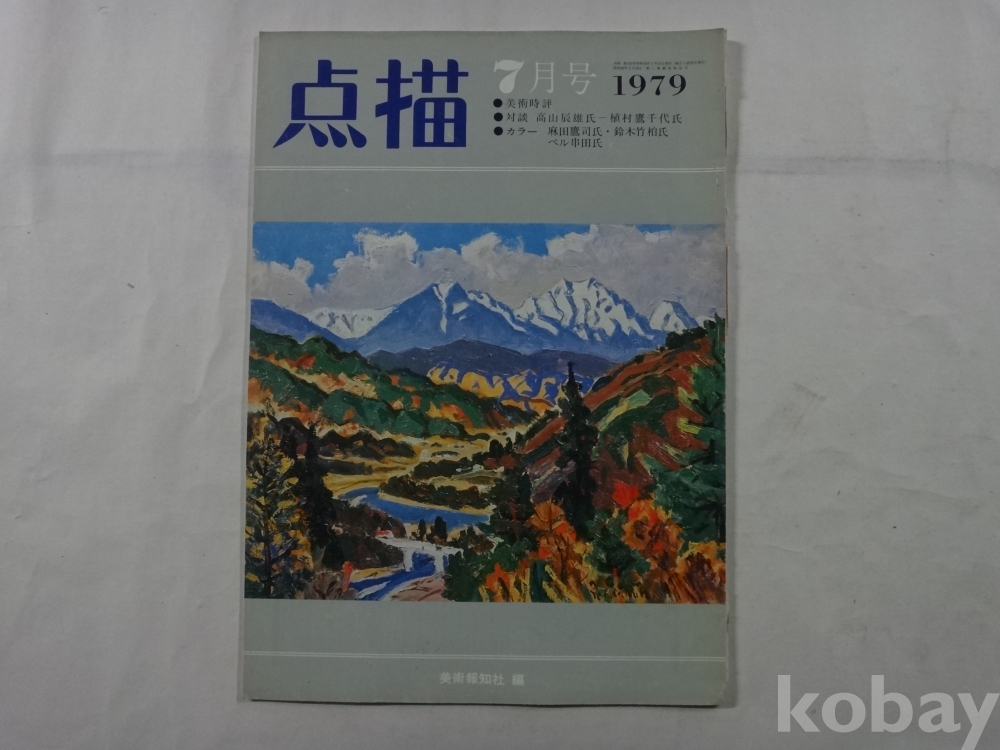 点描
7月号 1979
●美術時評
●対談 高山辰雄氏―植村鷹千代氏
●カラー 麻田鷹司氏・鈴木竹柏氏
ベル串田氏
美術報知社 編
kobay